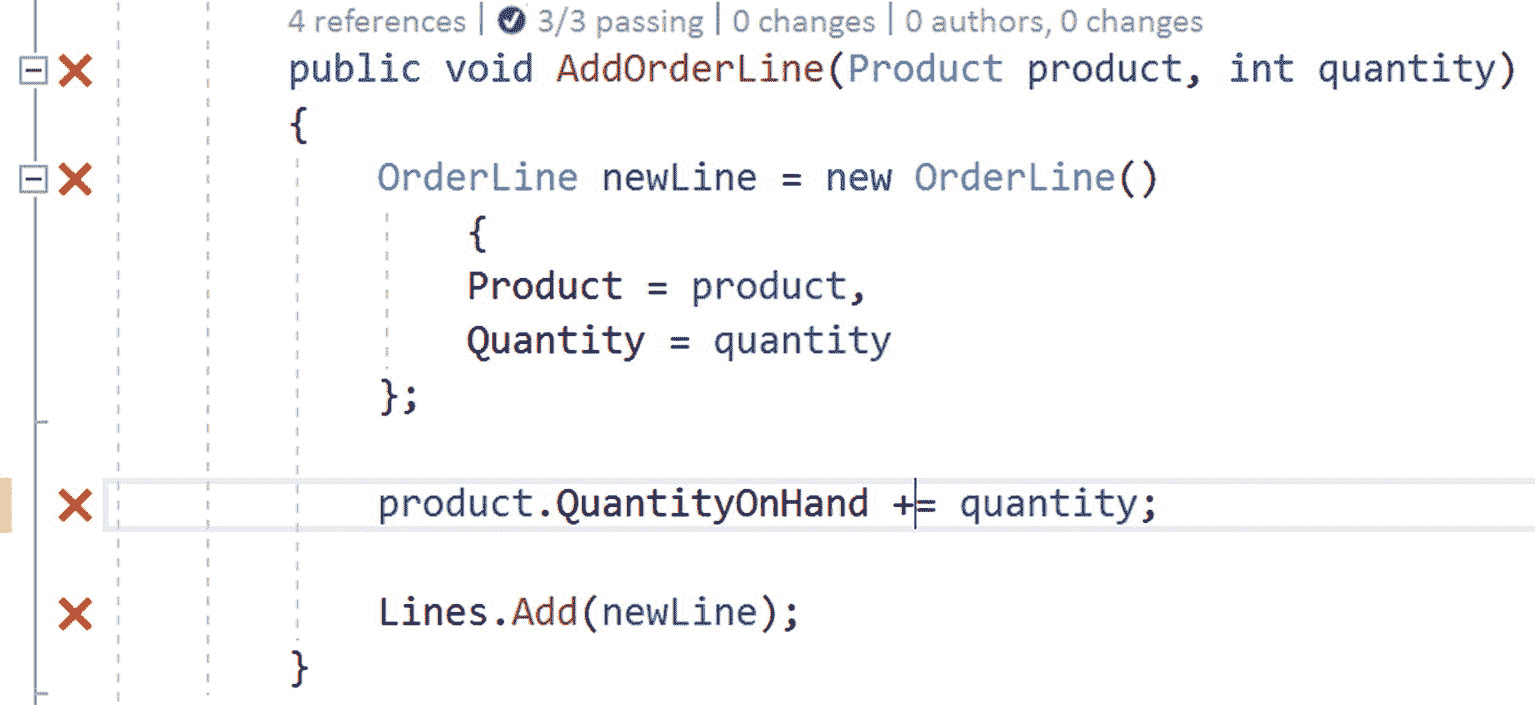 4 references | 3/3 passing | 0 changes | 0 authors, 0 changes
public void AddOrderLine(Product product, int quantity)
{
OrderLine newLine = new OrderLine()
{
Product = product,
Quantity = quantity
};
product.QuantityOnHand += quantity;
Lines.Add(newLine);
}